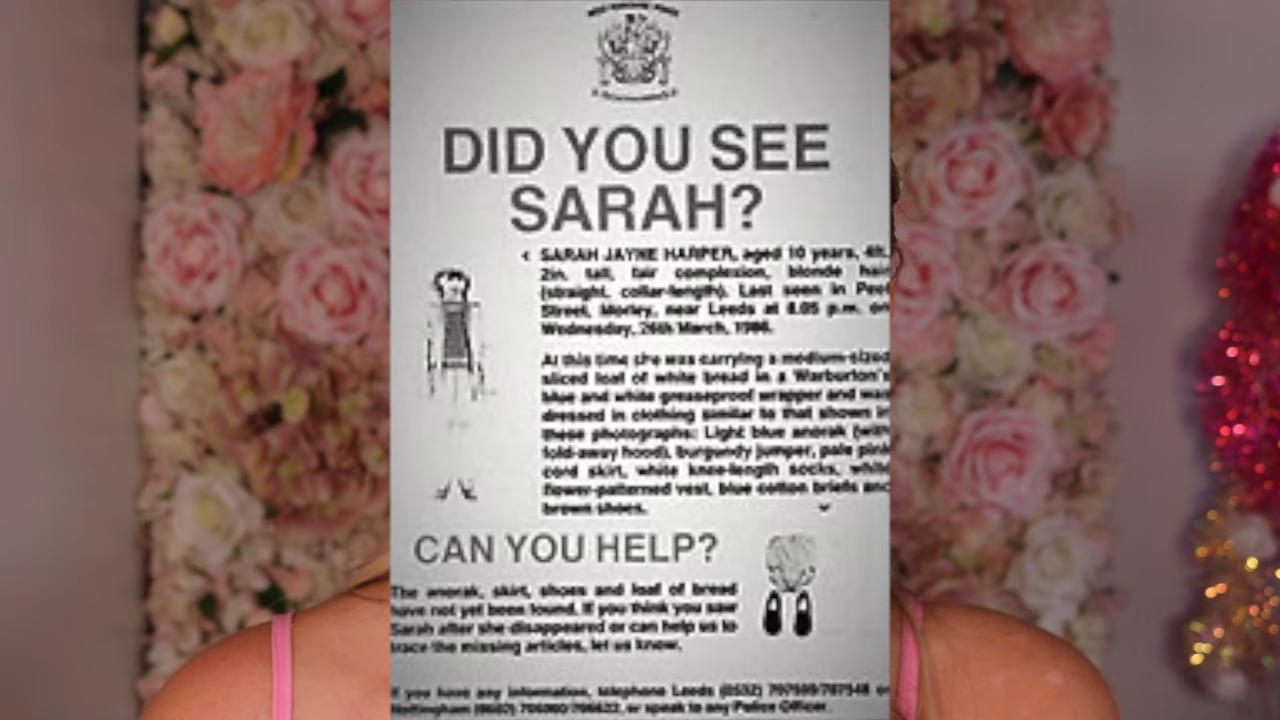 DID YOU SEE
SARAH?
SARAH JAYNE HARPER, aged 10 years, 4ft.
2in. tall, fair complexion, blonde hair
(straight, collar-length). Last seen in Peel
Street, Morley, near Leeds at 8.05 p.m. on
Wednesday, 26th March, 1986.
At this time she was carrying a medium-sized
sliced loaf of white bread in a Warburton's
blue and white greaseproof wrapper and was
dressed in clothing similar to that shown in
these photographs: Light blue anorak (with
fold-away hood), burgundy jumper, pale pink
cord skirt, white knee-length socks, white
flower-patterned vest, blue cotton briefs and
brown shoes.
CAN YOU HELP?
The anorak, skirt, shoes and loaf of bread
have not yet been found. If you think you saw
Sarah after she disappeared or can help us to
trace the missing articles, let us know.
If you have any information, telephone Leeds (0532) or
Nottingham or speak to any Police Officer.